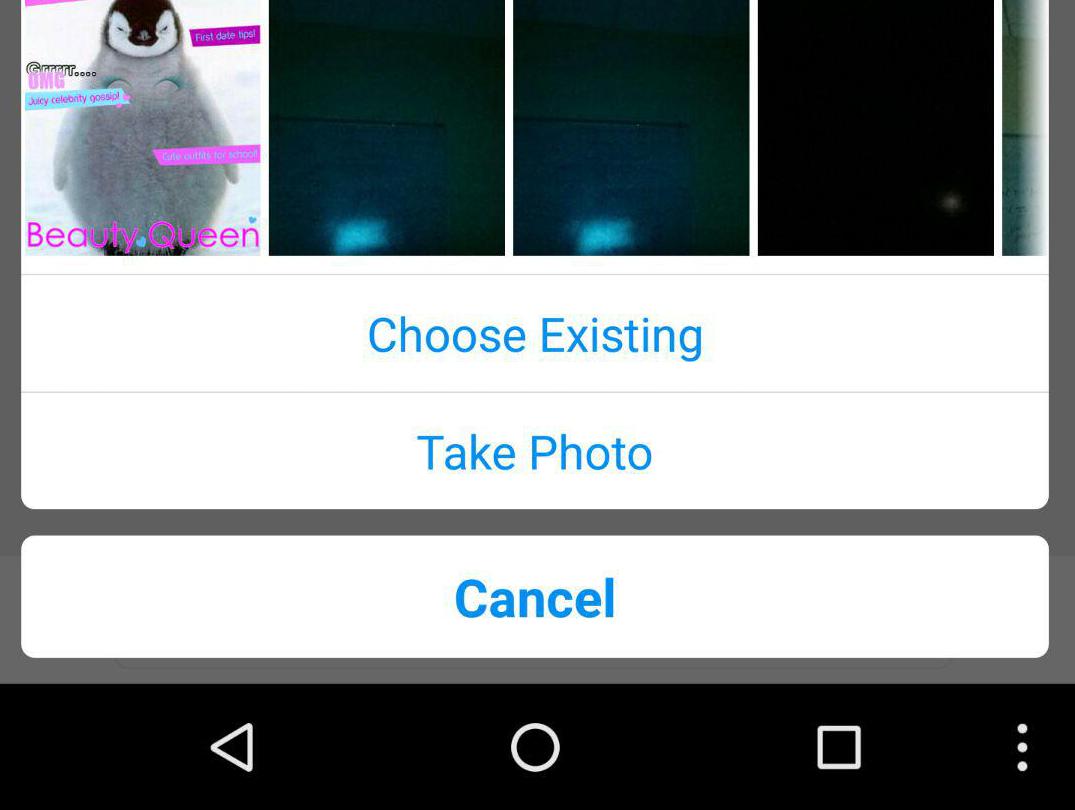 First date tips!
Grrrrr....
OMG
Juicy celebrity gossip!
Cute outfits for school!
Beauty Queen
Choose Existing
Take Photo
Cancel